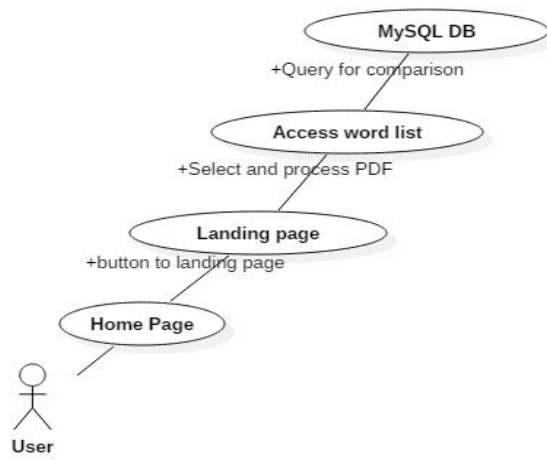 MySQL DB
+Query for comparison
Access word list
+Select and process PDF
Landing page
+button to landing page
Home Page
User